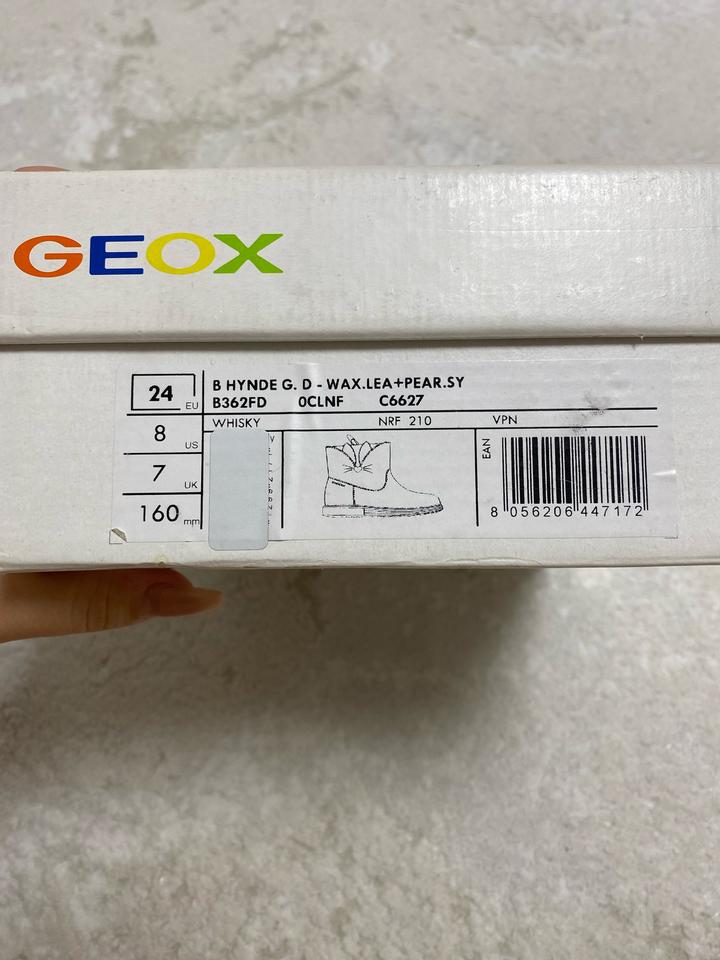 GEOX
24 EU
B HYNDE G. D - WAX.LEA+PEAR.SY
B362FD 0CLNF C6627
8 US
WHISKY NRF 210 VPN
7 UK
EAN
160 mm
8 056206 447172